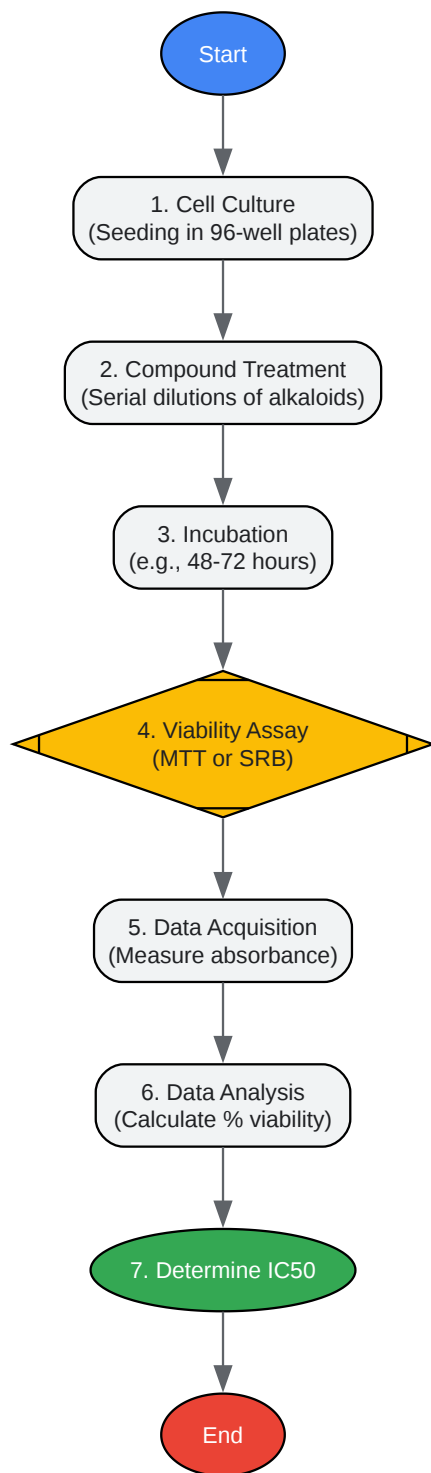 Start
1. Cell Culture
(Seeding in 96-well plates)
2. Compound Treatment
(Serial dilutions of alkaloids)
3. Incubation
(e.g., 48-72 hours)
4. Viability Assay
(MTT or SRB)
5. Data Acquisition
(Measure absorbance)
6. Data Analysis
(Calculate % viability)
7. Determine IC50
End